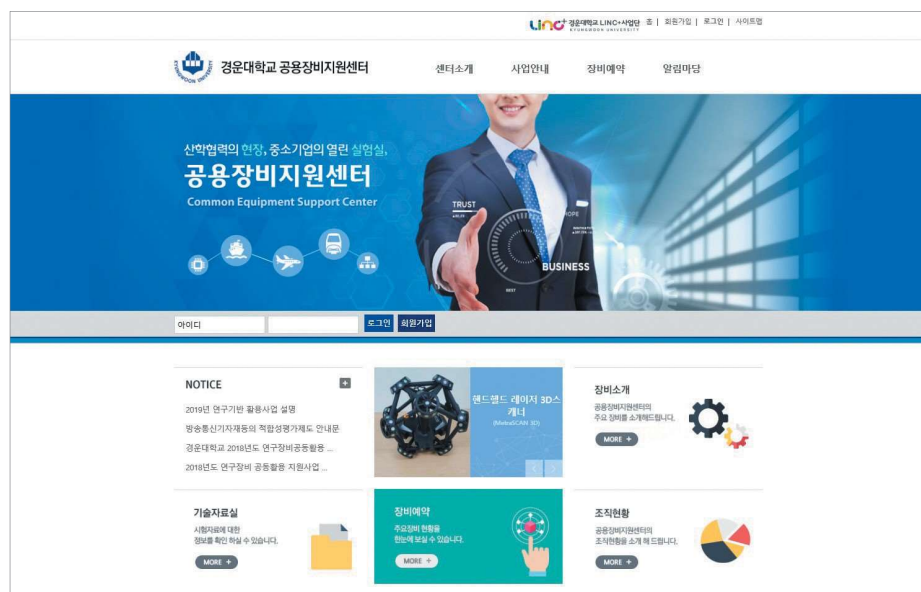 LINC+ 경운대학교 LINC+사업단 홈 | 회원가입 | 로그인 | 사이트맵
KYUNGWOON UNIVERSITY
경운대학교 공용장비지원센터 센터소개 사업안내 장비예약 알림마당
산학협력의 현장, 중소기업의 열린 실험실,
공용장비지원센터
Common Equipment Support Center
TRUST
HOPE
BUSINESS
아이디 로그인 회원가입
NOTICE +
2019년 연구기반 활용사업 설명
방송통신기자재등의 적합성평가제도 안내문
경운대학교 2018년도 연구장비공동활용 ...
2018년도 연구장비 공동활용 지원사업 ...
핸드헬드 레이저 3D스
캐너
(MetraSCAN 3D)
장비소개
공용장비지원센터의
주요 장비를 소개해드립니다.
MORE +
기술자료실
시험자료에 대한
정보를 확인 하실 수 있습니다.
MORE +
장비예약
주요장비 현황을
한눈에 보실 수 있습니다.
MORE +
조직현황
공용장비지원센터의
조직현황을 소개 해 드립니다.
MORE +